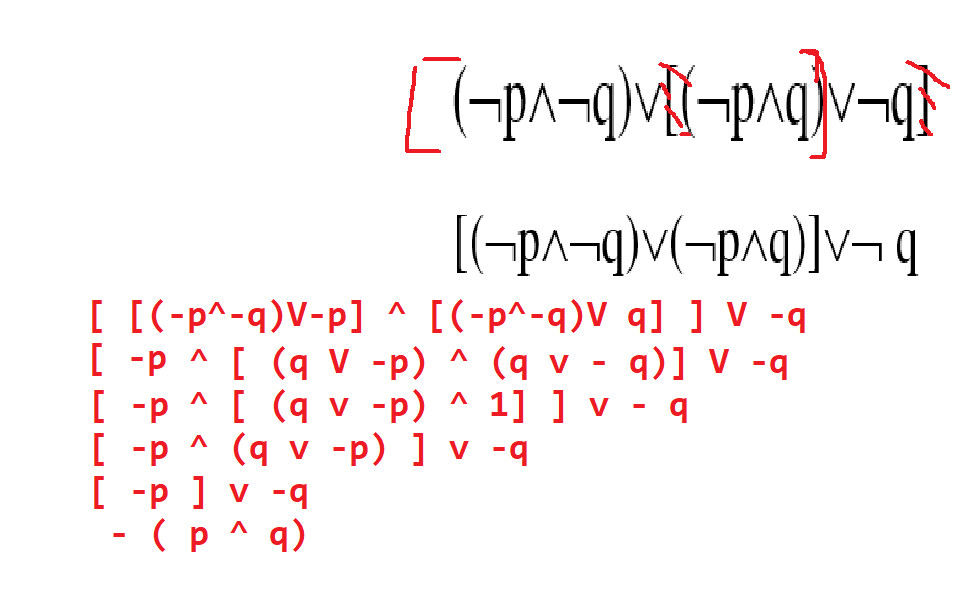 (¬p∧¬q)∨[(¬p∧q)∨¬q]
[(¬p∧¬q)∨(¬p∧q)]∨¬ q
[ [(-p^-q)V-p] ^ [(-p^-q)V q] ] V -q
[ -p ^ [ (q V -p) ^ (q v - q)] V -q
[ -p ^ [ (q v -p) ^ 1] ] v - q
[ -p ^ (q v -p) ] v -q
[ -p ] v -q
- ( p ^ q)